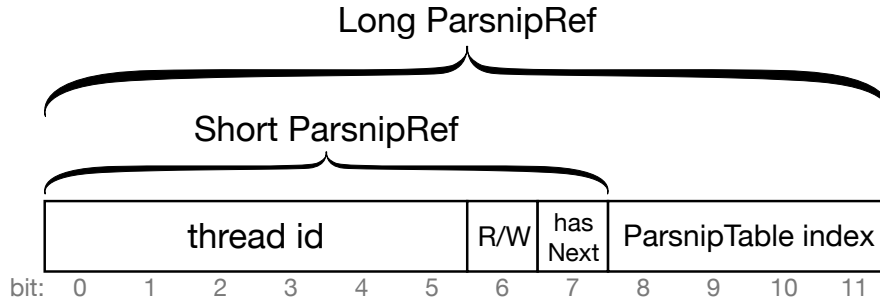 Long ParsnipRef
Short ParsnipRef
thread id R/W has Next ParsnipTable index
bit: 0 1 2 3 4 5 6 7 8 9 10 11